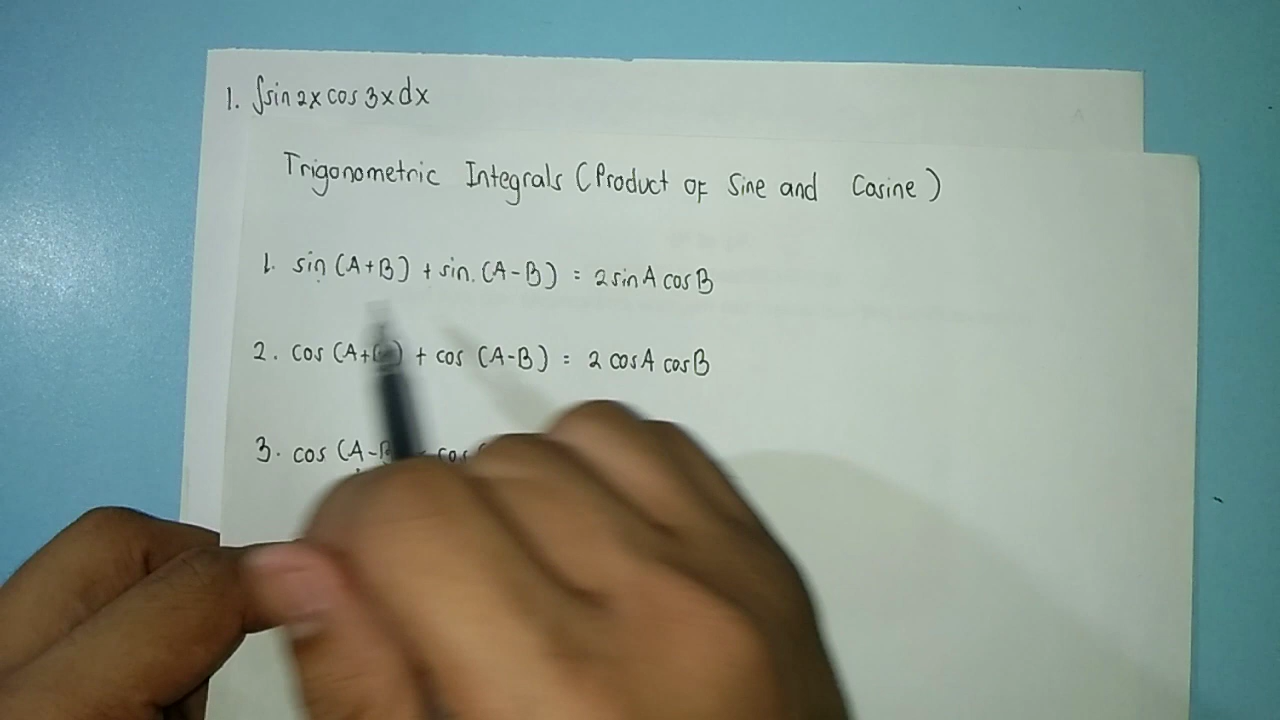 1. ∫sin 2x cos 3x dx
Trigonometric Integrals (Product of Sine and Cosine)
1. sin (A+B) + sin (A-B) = 2 sin A cos B
2. cos (A+B) + cos (A-B) = 2 cos A cos B
3. cos (A-B) - cos